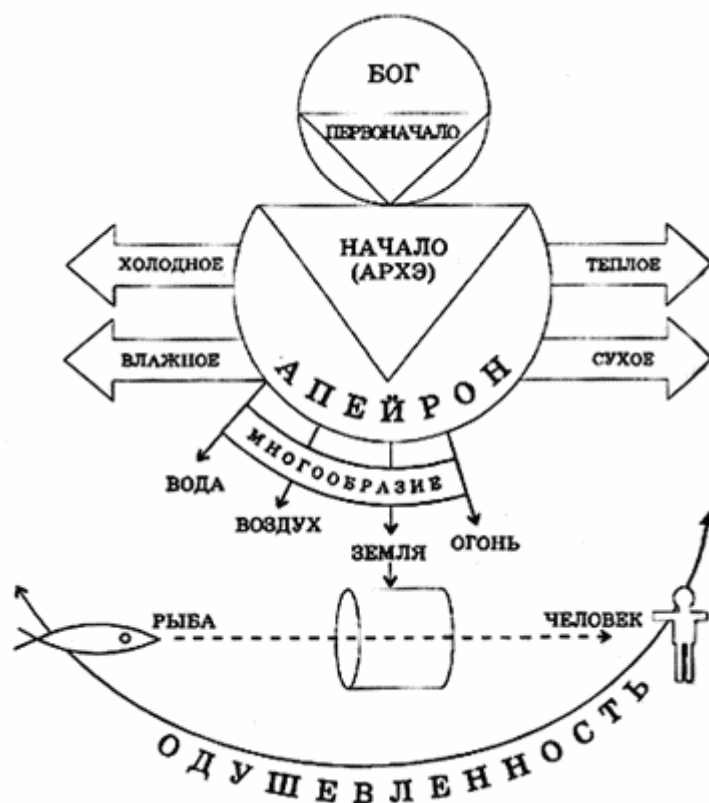 БОГ
ПЕРВОНАЧАЛО
НАЧАЛО
(АРХЭ)
ХОЛОДНОЕ
ТЕПЛОЕ
ВЛАЖНОЕ
СУХОЕ
АПЕЙРОН
МНОГООБРАЗИЕ
ВОДА
ВОЗДУХ
ЗЕМЛЯ
ОГОНЬ
РЫБА
ЧЕЛОВЕК
ОДУШЕВЛЕННОСТЬ